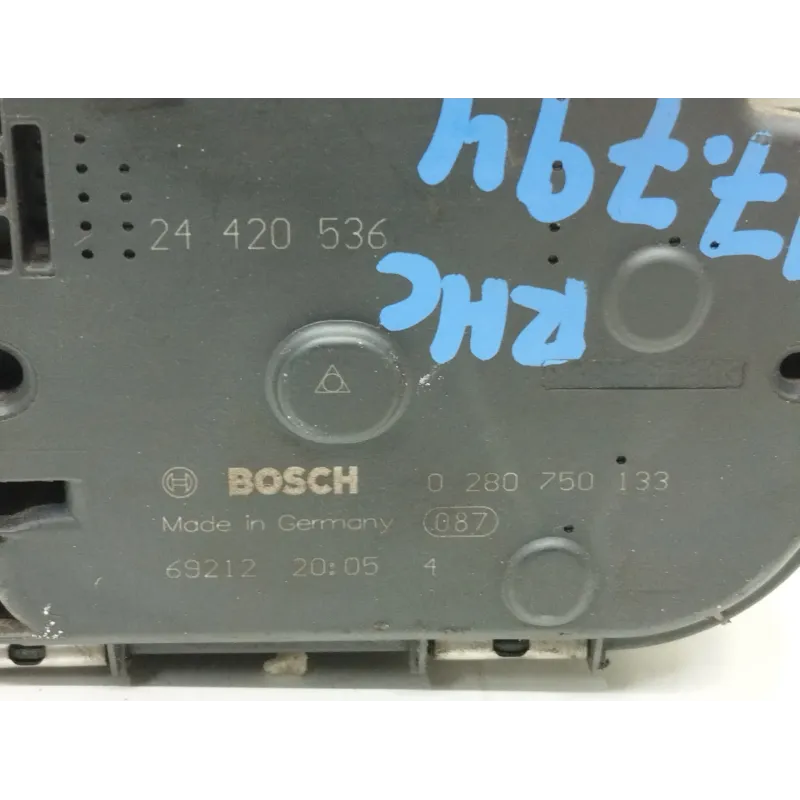 17.794
24 420 536
RHC
BOSCH 0 280 750 133
Made in Germany 087
69212 20:05 4